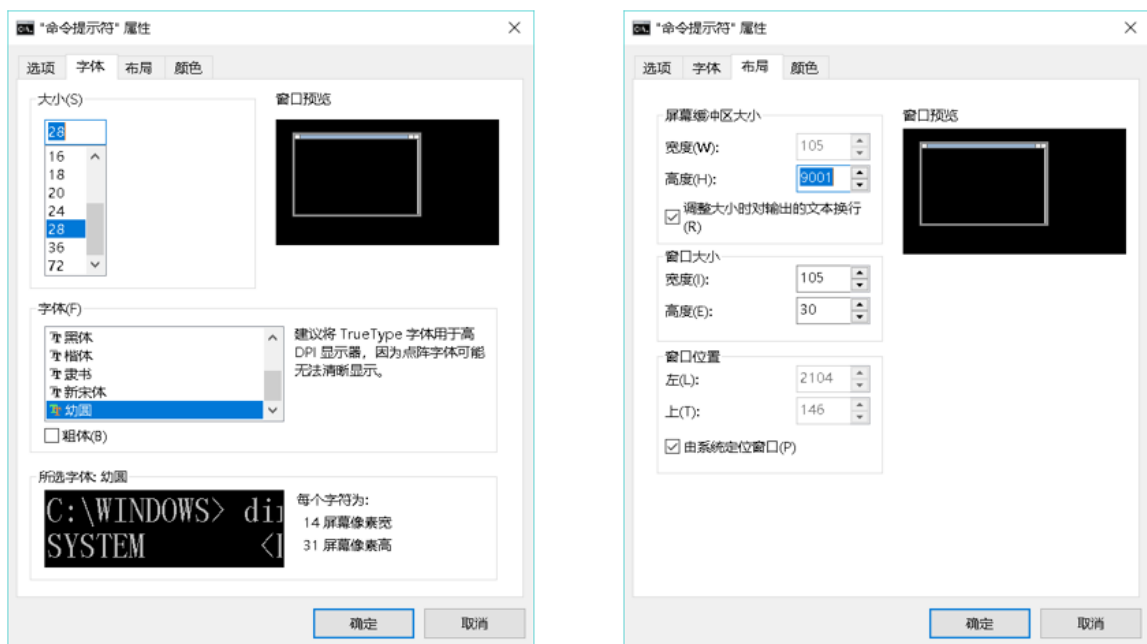 "命令提示符" 属性
选项 字体 布局 颜色
大小(S)
28
16
18
20
24
28
36
72
窗口预览
字体(F)
黑体
楷体
隶书
新宋体
幼圆
建议将 TrueType 字体用于高
DPI 显示器，因为点阵字体可能
无法清晰显示。
粗体(B)
所选字体: 幼圆
C:\WINDOWS> di
SYSTEM <
每个字符为:
14 屏幕像素宽
31 屏幕像素高
确定 取消
"命令提示符" 属性
选项 字体 布局 颜色
屏幕缓冲区大小
宽度(W): 105
高度(H): 9001
调整大小时对输出的文本换行
(R)
窗口大小
宽度(I): 105
高度(E): 30
窗口位置
左(L): 2104
上(T): 146
由系统定位窗口(P)
窗口预览
确定 取消